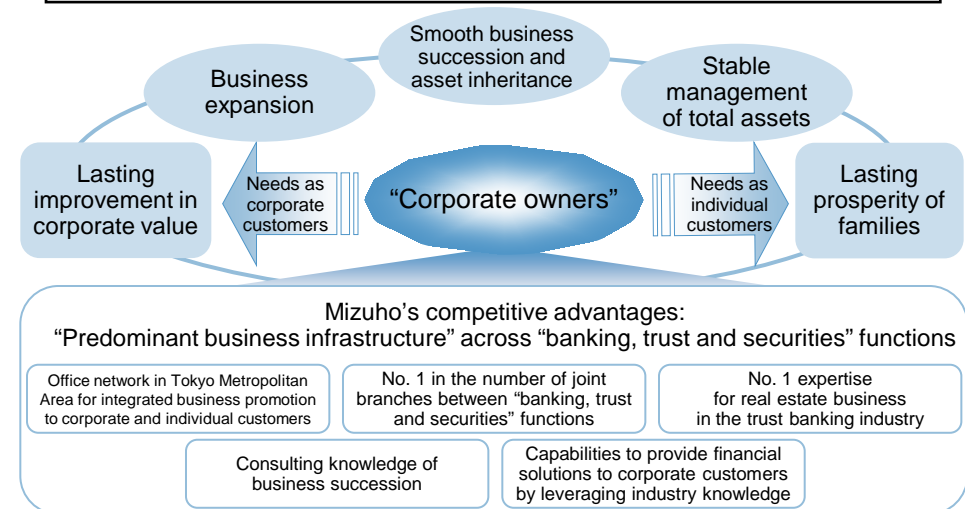 Smooth business
succession and
asset inheritance
Business
expansion
Stable
management
of total assets
Lasting
improvement in
corporate value
Needs as
corporate
customers
“Corporate owners”
Needs as
individual
customers
Lasting
prosperity of
families
Mizuho’s competitive advantages:
“Predominant business infrastructure” across “banking, trust and securities” functions
Office network in Tokyo Metropolitan
Area for integrated business promotion
to corporate and individual customers
No. 1 in the number of joint
branches between “banking, trust
and securities” functions
No. 1 expertise
for real estate business
in the trust banking industry
Consulting knowledge of
business succession
Capabilities to provide financial
solutions to corporate customers
by leveraging industry knowledge